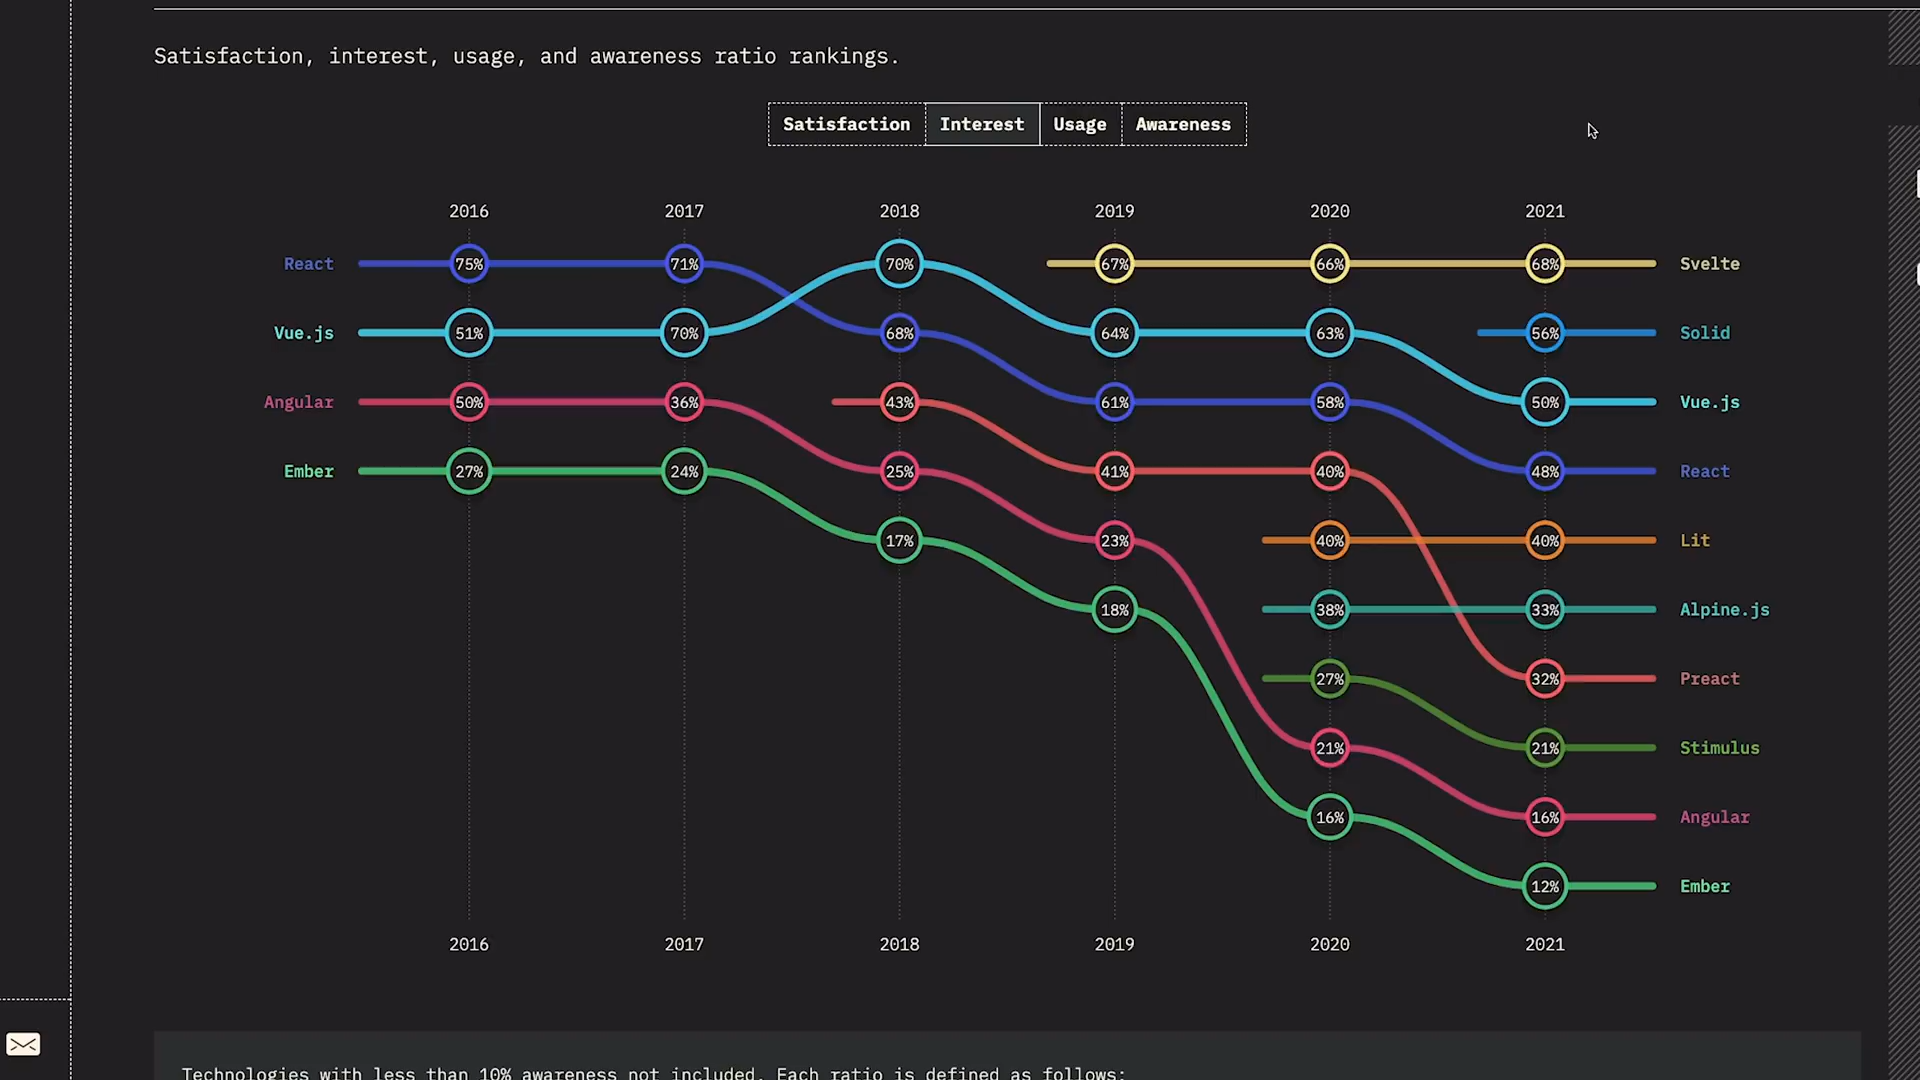 Satisfaction, interest, usage, and awareness ratio rankings.
Satisfaction Interest Usage Awareness
2016 2017 2018 2019 2020 2021
React 75% 71% 70% 67% 66% 68% Svelte
Vue.js 51% 70% 68% 64% 63% 56% Solid
Angular 50% 36% 43% 61% 58% 50% Vue.js
Ember 27% 24% 25% 41% 40% 48% React
17% 23% 40% 40% Lit
18% 38% 33% Alpine.js
27% 32% Preact
21% 21% Stimulus
16% 16% Angular
12% Ember
2016 2017 2018 2019 2020 2021
Technologies with less than 10% awareness not included. Each ratio is defined as follows: